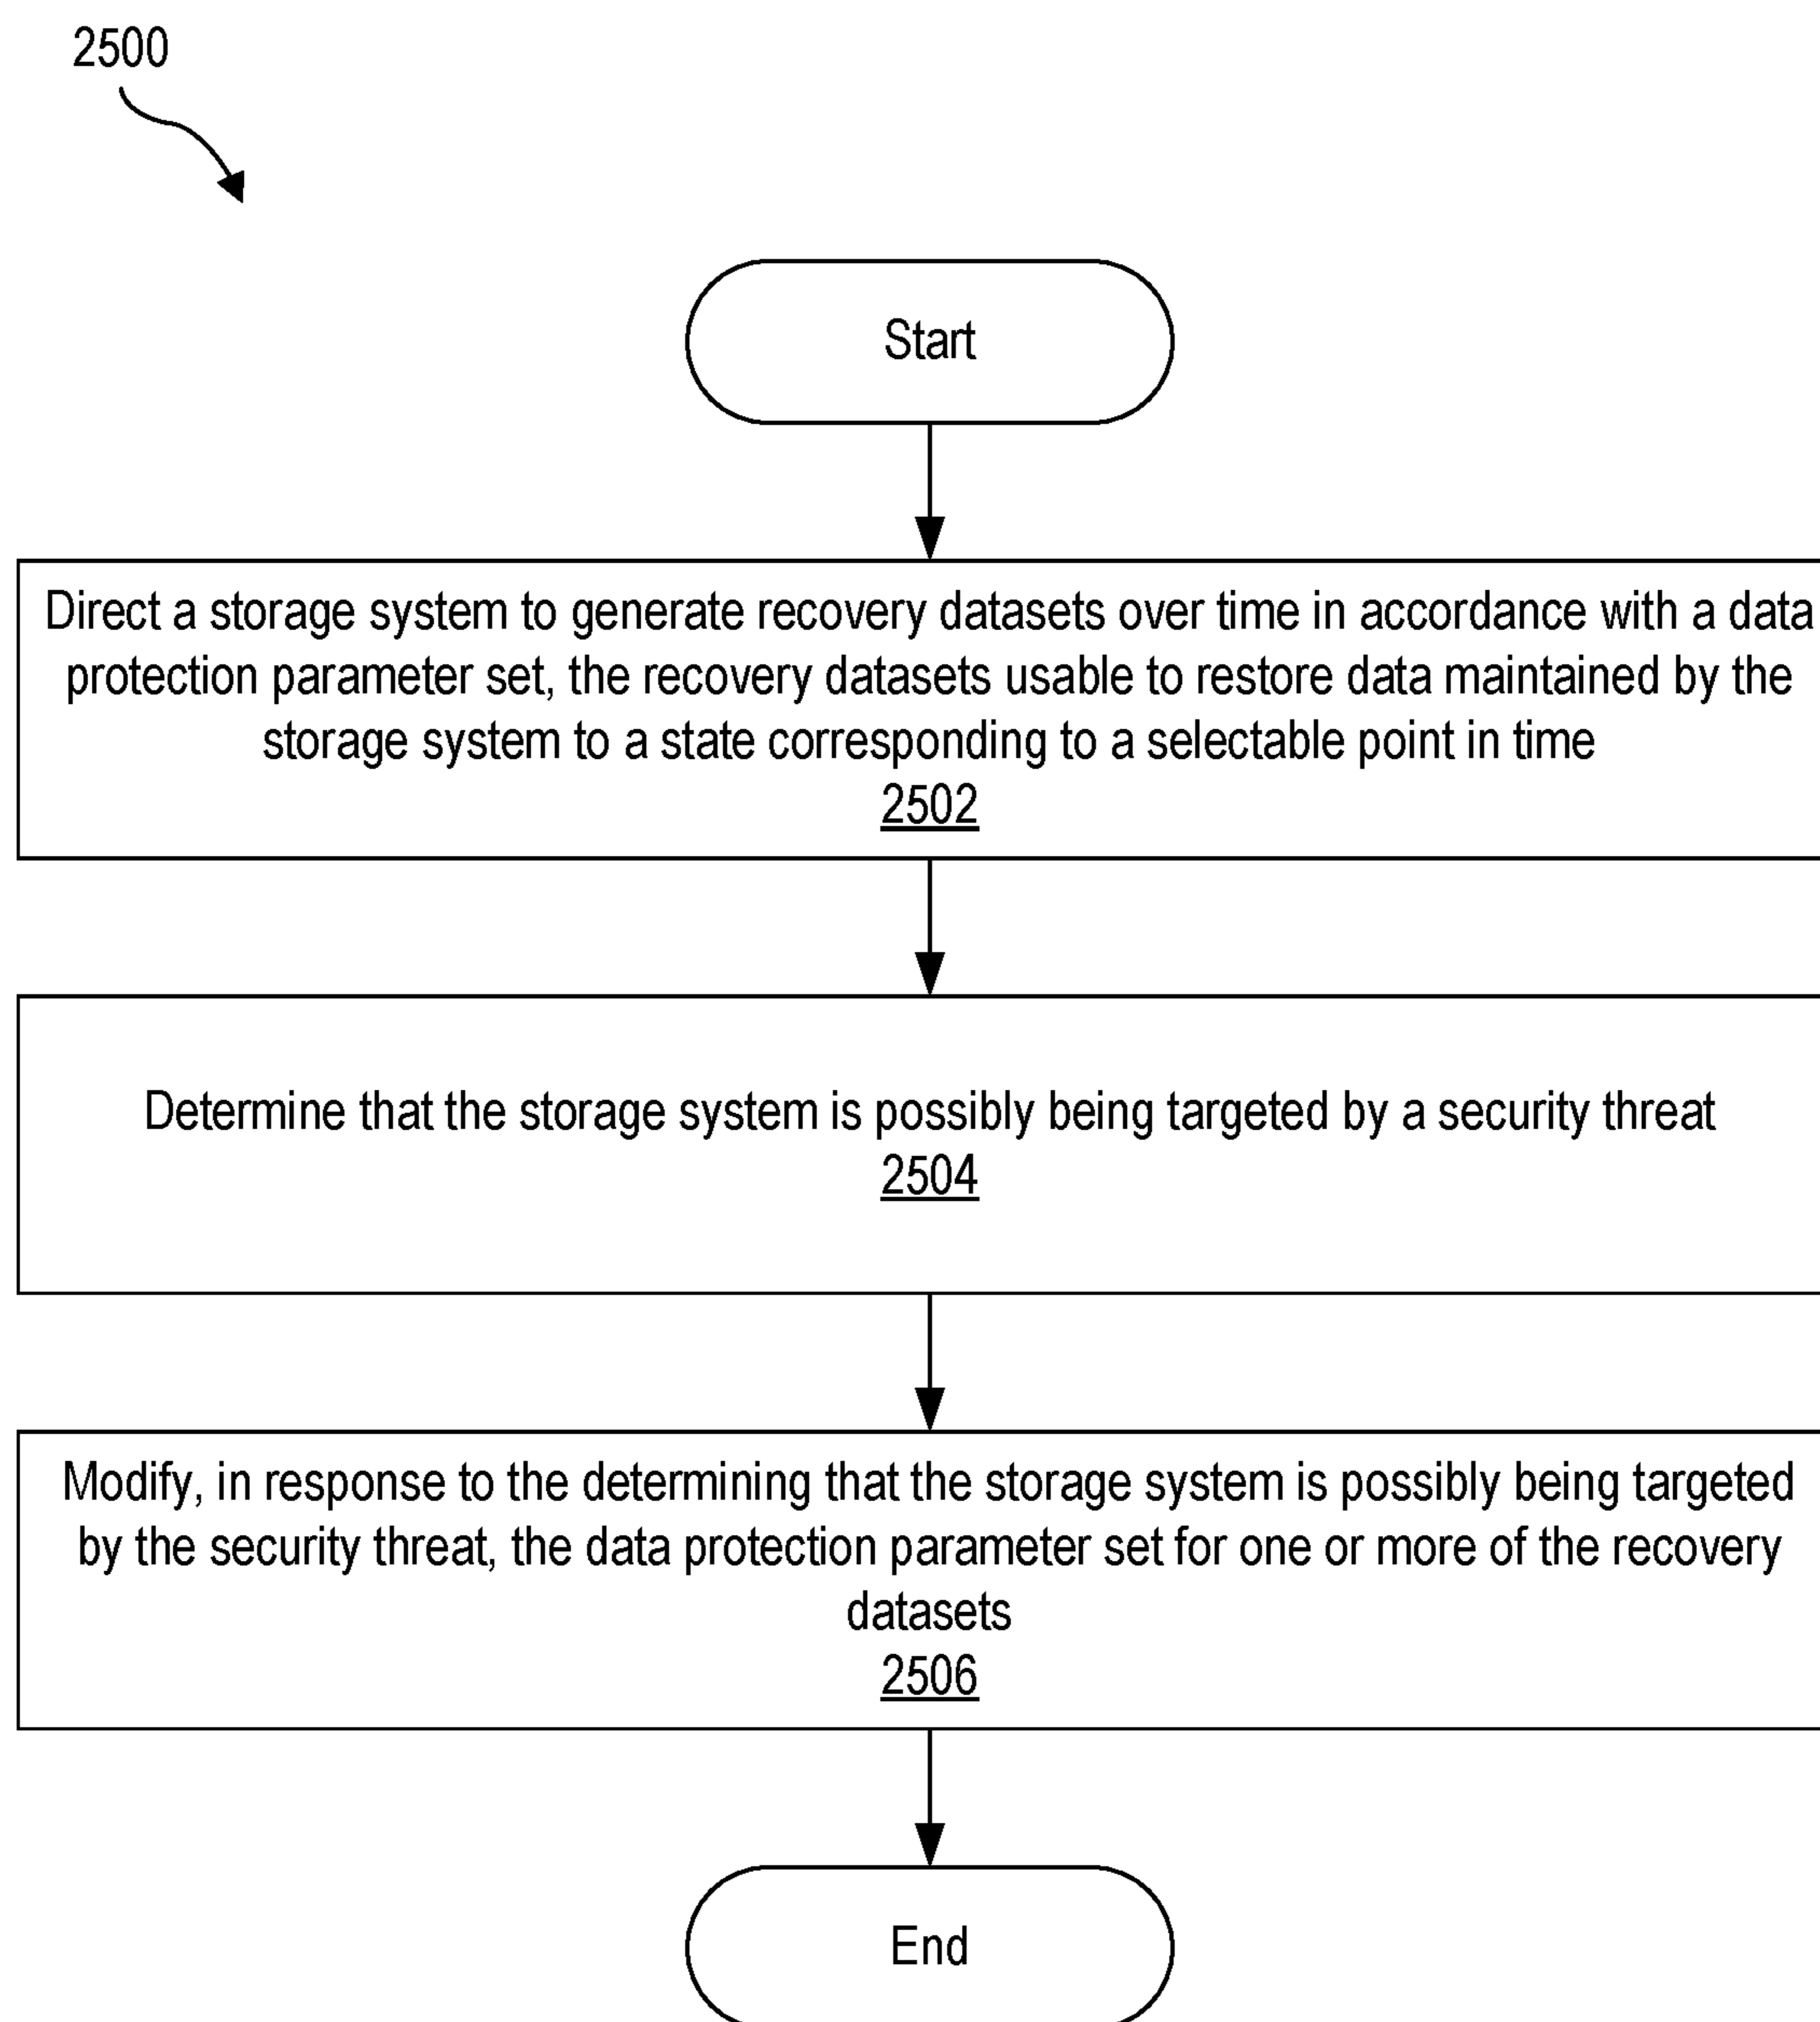 2500
Start
Direct a storage system to generate recovery datasets over time in accordance with a data
protection parameter set, the recovery datasets usable to restore data maintained by the
storage system to a state corresponding to a selectable point in time
2502
Determine that the storage system is possibly being targeted by a security threat
2504
Modify, in response to the determining that the storage system is possibly being targeted
by the security threat, the data protection parameter set for one or more of the recovery
datasets
2506
End